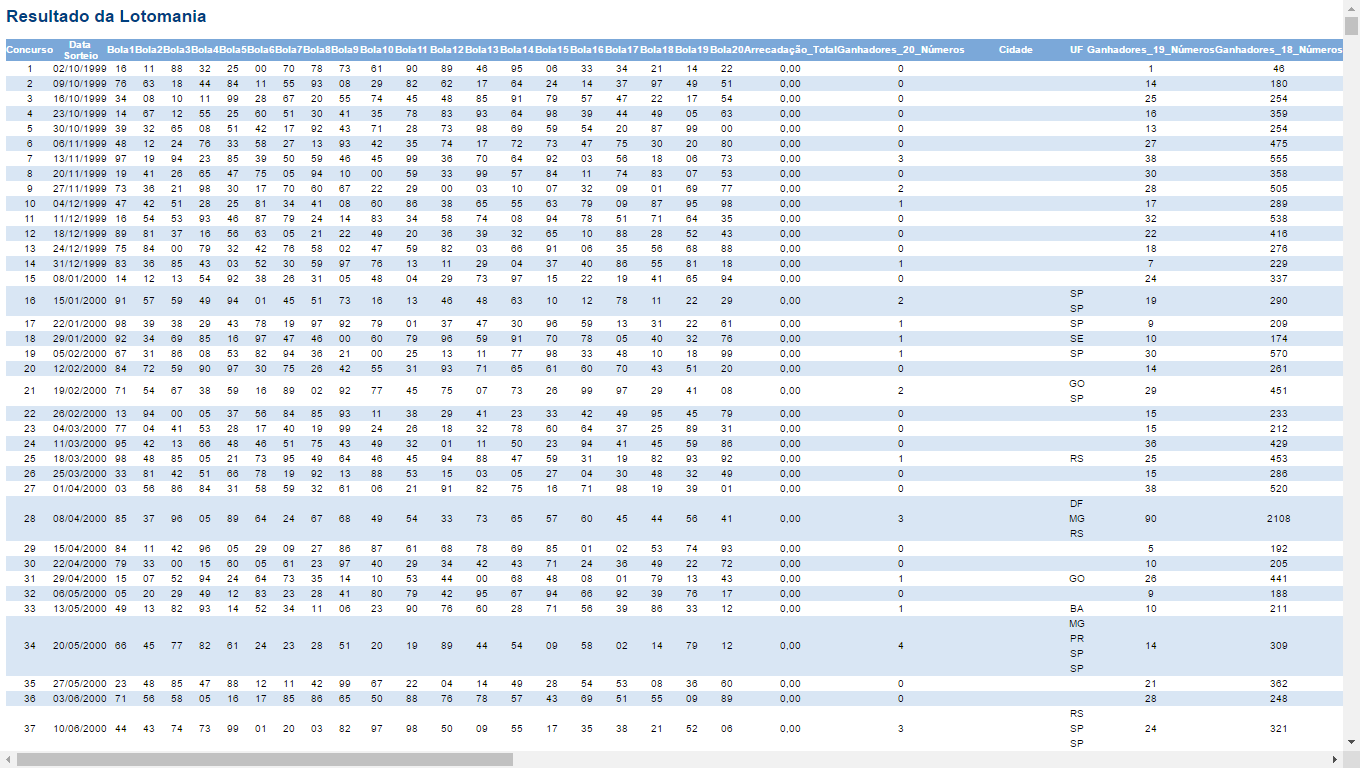 Resultado da Lotomania
Concurso Data Sorteio Bola1 Bola2 Bola3 Bola4 Bola5 Bola6 Bola7 Bola8 Bola9 Bola10 Bola11 Bola12 Bola13 Bola14 Bola15 Bola16 Bola17 Bola18 Bola19 Bola20 Arrecadação_Total Ganhadores_20_Números Cidade UF Ganhadores_19_Números Ganhadores_18_Números
1 02/10/1999 16 11 88 32 25 00 70 78 73 61 90 89 46 95 06 33 34 21 14 22 0,00 0 1 46
2 09/10/1999 76 63 18 44 84 11 55 93 08 29 82 62 17 64 24 14 37 97 49 51 0,00 0 14 180
3 16/10/1999 34 08 10 11 99 28 67 20 55 74 45 48 85 91 79 57 47 22 17 54 0,00 0 25 254
4 23/10/1999 14 67 12 55 25 60 51 30 41 35 78 83 93 64 98 39 44 49 05 63 0,00 0 16 359
5 30/10/1999 39 32 65 08 51 42 17 92 43 71 28 73 98 69 59 54 20 87 99 00 0,00 0 13 254
6 06/11/1999 48 12 24 76 33 58 27 13 93 42 35 74 17 72 73 47 75 30 20 80 0,00 0 27 475
7 13/11/1999 97 19 94 23 85 39 50 59 46 45 99 36 70 64 92 03 56 18 06 73 0,00 3 38 555
8 20/11/1999 19 41 26 65 47 75 05 94 10 00 59 33 99 57 84 11 74 83 07 53 0,00 0 30 358
9 27/11/1999 73 36 21 98 30 17 70 60 67 22 29 00 03 10 07 32 09 01 69 77 0,00 2 28 505
10 04/12/1999 47 42 51 28 25 81 34 41 08 60 86 38 65 55 63 79 09 87 95 98 0,00 1 17 289
11 11/12/1999 16 54 53 93 46 87 79 24 14 83 34 58 74 08 94 78 51 71 64 35 0,00 0 32 538
12 18/12/1999 89 81 37 16 56 63 05 21 22 49 20 36 39 32 65 10 88 28 52 43 0,00 0 22 416
13 24/12/1999 75 84 00 79 32 42 76 58 02 47 59 82 03 66 91 06 35 56 68 88 0,00 0 18 276
14 31/12/1999 83 36 85 43 03 52 30 59 97 76 13 11 29 04 37 40 86 55 81 18 0,00 1 7 229
15 08/01/2000 14 12 13 54 92 38 26 31 05 48 04 29 73 97 15 22 19 41 65 94 0,00 0 24 337
16 15/01/2000 91 57 59 49 94 01 45 51 73 16 13 46 48 63 10 12 78 11 22 29 0,00 2 SP SP 19 290
17 22/01/2000 98 39 38 29 43 78 19 97 92 79 01 37 47 30 96 59 13 31 22 61 0,00 1 SP 9 209
18 29/01/2000 92 34 69 85 16 97 47 46 00 60 79 96 59 91 70 78 05 40 32 76 0,00 1 SE 10 174
19 05/02/2000 67 31 86 08 53 82 94 36 21 00 25 13 11 77 98 33 48 10 18 99 0,00 1 SP 30 570
20 12/02/2000 84 72 59 90 97 30 75 26 42 55 31 93 71 65 61 60 70 43 51 20 0,00 0 14 261
21 19/02/2000 71 54 67 38 59 16 89 02 92 77 45 75 07 73 26 99 97 29 41 08 0,00 2 GO SP 29 451
22 26/02/2000 13 94 00 05 37 56 84 85 93 11 38 29 41 23 33 42 49 95 45 79 0,00 0 15 233
23 04/03/2000 77 04 41 53 28 17 40 19 99 24 26 18 32 78 60 64 37 25 89 31 0,00 0 15 212
24 11/03/2000 95 42 13 66 48 46 51 75 43 49 32 01 11 50 23 94 41 45 59 86 0,00 0 36 429
25 18/03/2000 98 48 85 05 21 73 95 49 64 46 45 94 88 47 59 31 19 82 93 92 0,00 1 RS 25 453
26 25/03/2000 33 81 42 51 66 78 19 92 13 88 53 15 03 05 27 04 30 48 32 49 0,00 0 15 286
27 01/04/2000 03 56 86 84 31 58 59 32 61 06 21 91 82 75 16 71 98 19 39 01 0,00 0 38 520
28 08/04/2000 85 37 96 05 89 64 24 67 68 49 54 33 73 65 57 60 45 44 56 41 0,00 3 DF MG RS 90 2108
29 15/04/2000 84 11 42 96 05 29 09 27 86 87 61 68 78 69 85 01 02 53 74 93 0,00 0 5 192
30 22/04/2000 79 33 00 15 60 05 61 23 97 40 29 34 42 43 71 24 36 49 22 72 0,00 0 10 205
31 29/04/2000 15 07 52 94 24 64 73 35 14 10 53 44 00 68 48 08 01 79 13 43 0,00 1 GO 26 441
32 06/05/2000 05 20 29 49 12 83 23 28 41 80 79 42 95 67 94 66 92 39 76 17 0,00 0 9 188
33 13/05/2000 49 13 82 93 14 52 34 11 06 23 90 76 60 28 71 56 39 86 33 12 0,00 1 BA 10 211
34 20/05/2000 66 45 77 82 61 24 23 28 51 20 19 89 44 54 09 58 02 14 79 12 0,00 4 MG PR SP SP 14 309
35 27/05/2000 23 48 85 47 88 12 11 42 99 67 22 04 14 49 28 54 53 08 36 60 0,00 0 21 362
36 03/06/2000 71 56 58 05 16 17 85 86 65 50 88 76 78 57 43 69 51 55 09 89 0,00 0 28 248
37 10/06/2000 44 43 74 73 99 01 20 03 82 97 98 50 09 55 17 35 38 21 52 06 0,00 3 RS SP SP 24 321